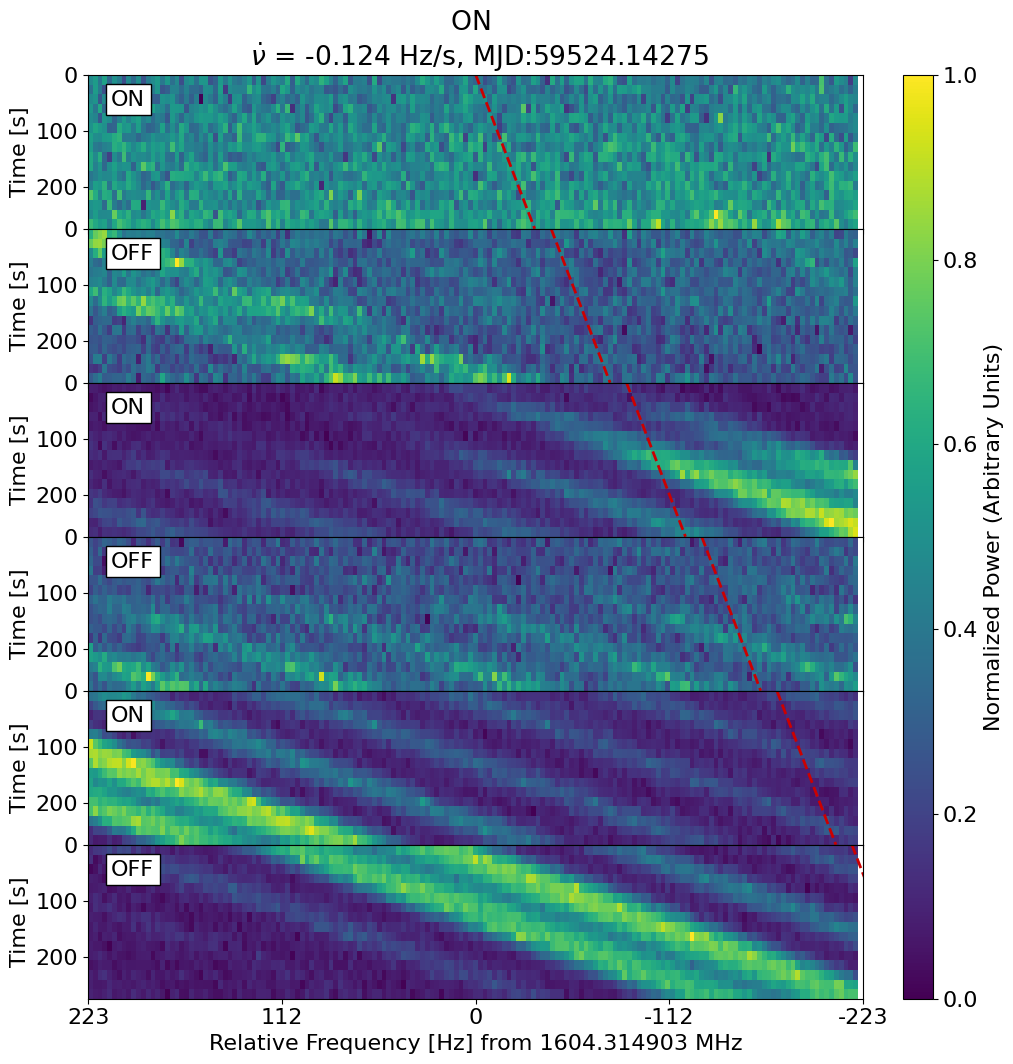 ON
ν̇ = -0.124 Hz/s, MJD:59524.14275
0
ON
100
Time [s]
200
0
OFF
100
Time [s]
200
0
ON
100
Time [s]
200
0
OFF
100
Time [s]
200
0
ON
100
Time [s]
200
0
OFF
100
Time [s]
200
223 112 0 -112 -223
Relative Frequency [Hz] from 1604.314903 MHz
1.0
0.8
0.6
0.4
0.2
0.0
Normalized Power (Arbitrary Units)